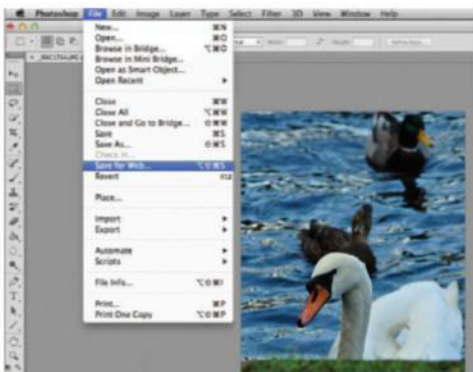 Photoshop File Edit Image Layer Type Select Filter 3D View Window Help
New... ⌘N
Open... ⌘O
Browse in Bridge... ⌥⌘O
Browse in Mini Bridge...
Open as Smart Object...
Open Recent
Close ⌘W
Close All ⌥⌘W
Close and Go to Bridge... ⇧⌘W
Save ⌘S
Save As... ⇧⌘S
Check In...
Save for Web... ⌥⇧⌘S
Revert F12
Place...
Import
Export
Automate
Scripts
File Info... ⌥⇧⌘I
Print... ⌘P
Print One Copy ⌥⇧⌘P